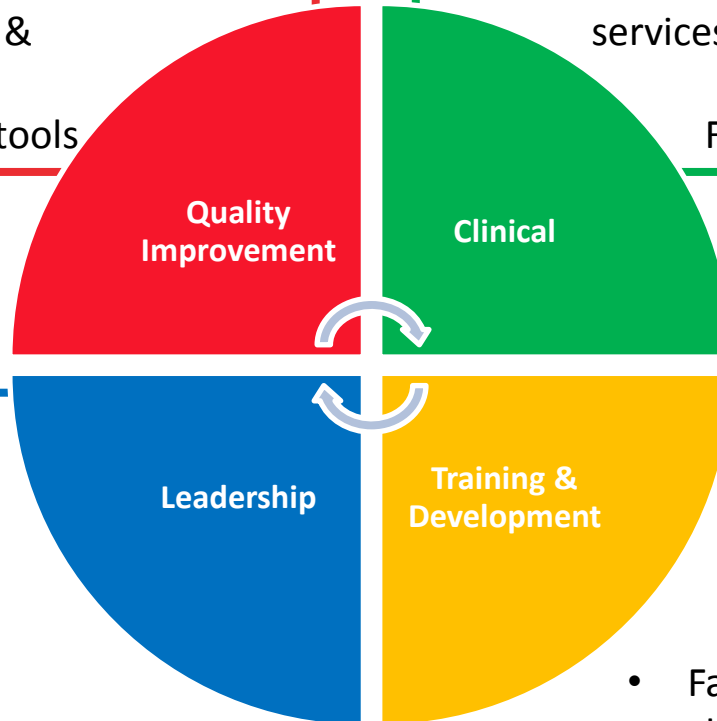 &
services
tools
F
Quality
Improvement
Clinical
Leadership
Training &
Development
• Fa